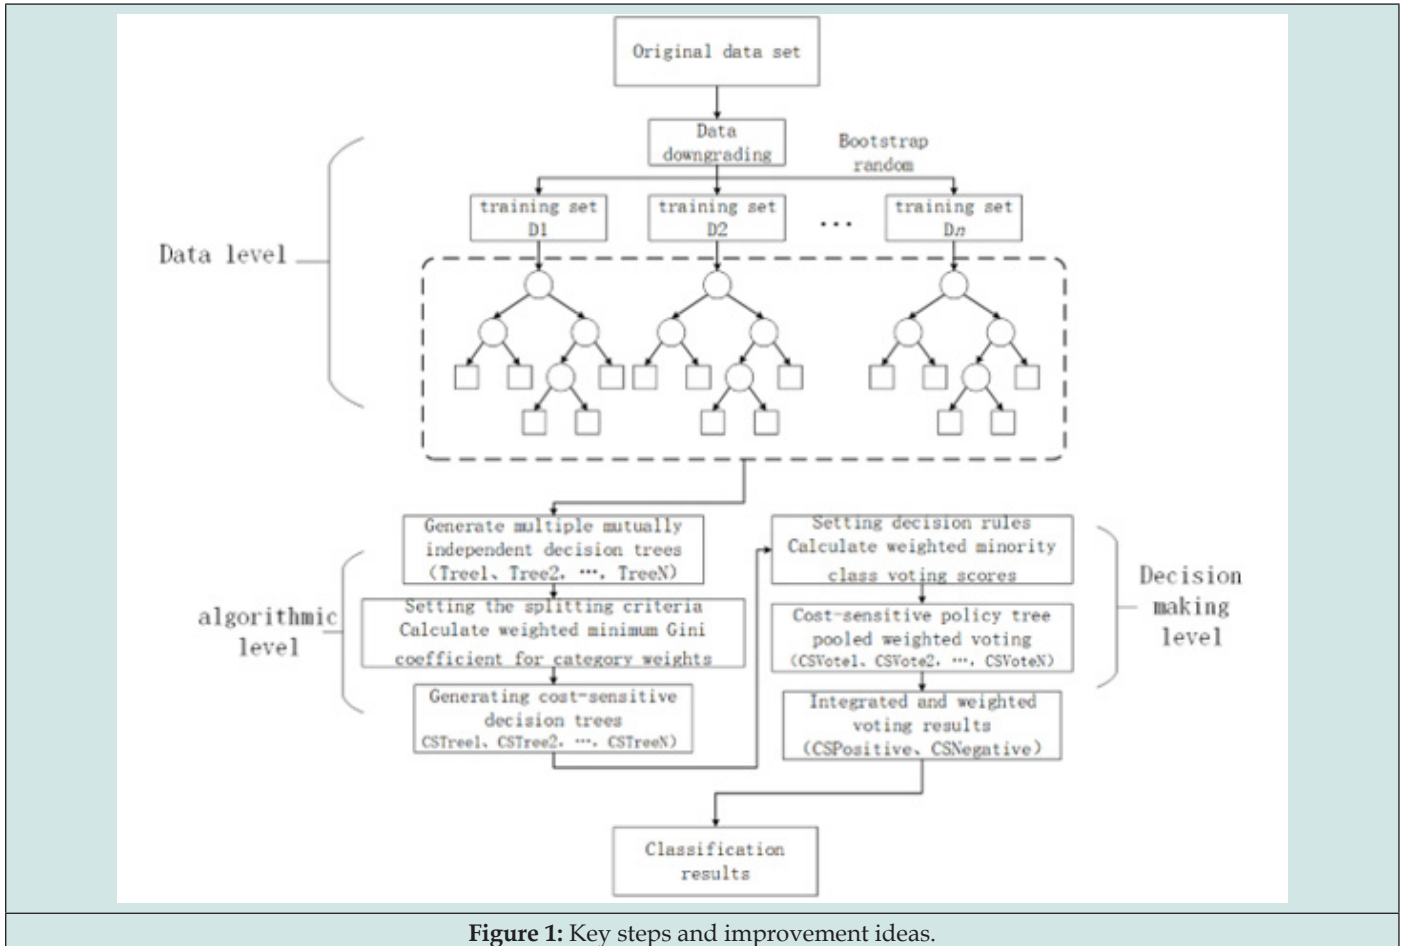 Original data set
Data
downgrading
Bootstrap
random
training set
D1
training set
D2
...
training set
Dn
Data level
Generate multiple mutually
independent decision trees
(Tree1、Tree2, …, TreeN)
Setting the splitting criteria
Calculate weighted minimum Gini
coefficient for category weights
Generating cost-sensitive
decision trees
CSTree1、CSTree2, …, CSTreeN)
algorithmic
level
Setting decision rules
Calculate weighted minority
class voting scores
Cost-sensitive policy tree
pooled weighted voting
(CSVote1、CSVote2, …, CSVoteN)
Integrated and weighted
voting results
(CSPositive、CSNegative)
Decision
making
level
Classification
results
Figure 1: Key steps and improvement ideas.